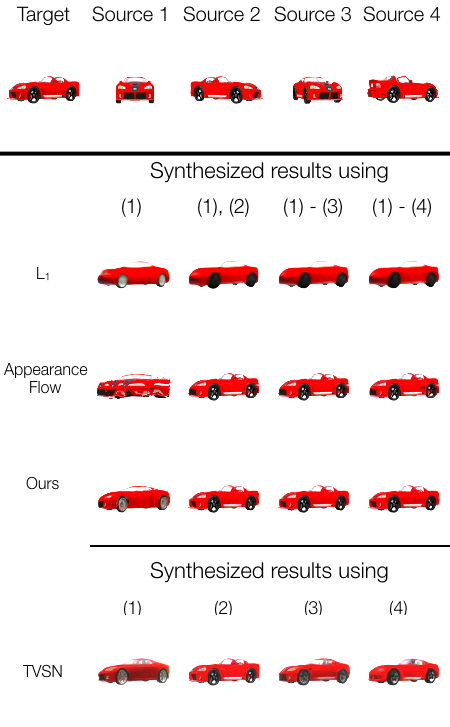 Target Source 1 Source 2 Source 3 Source 4
Synthesized results using
(1) (1), (2) (1) - (3) (1) - (4)
L₁
Appearance
Flow
Ours
Synthesized results using
(1) (2) (3) (4)
TVSN